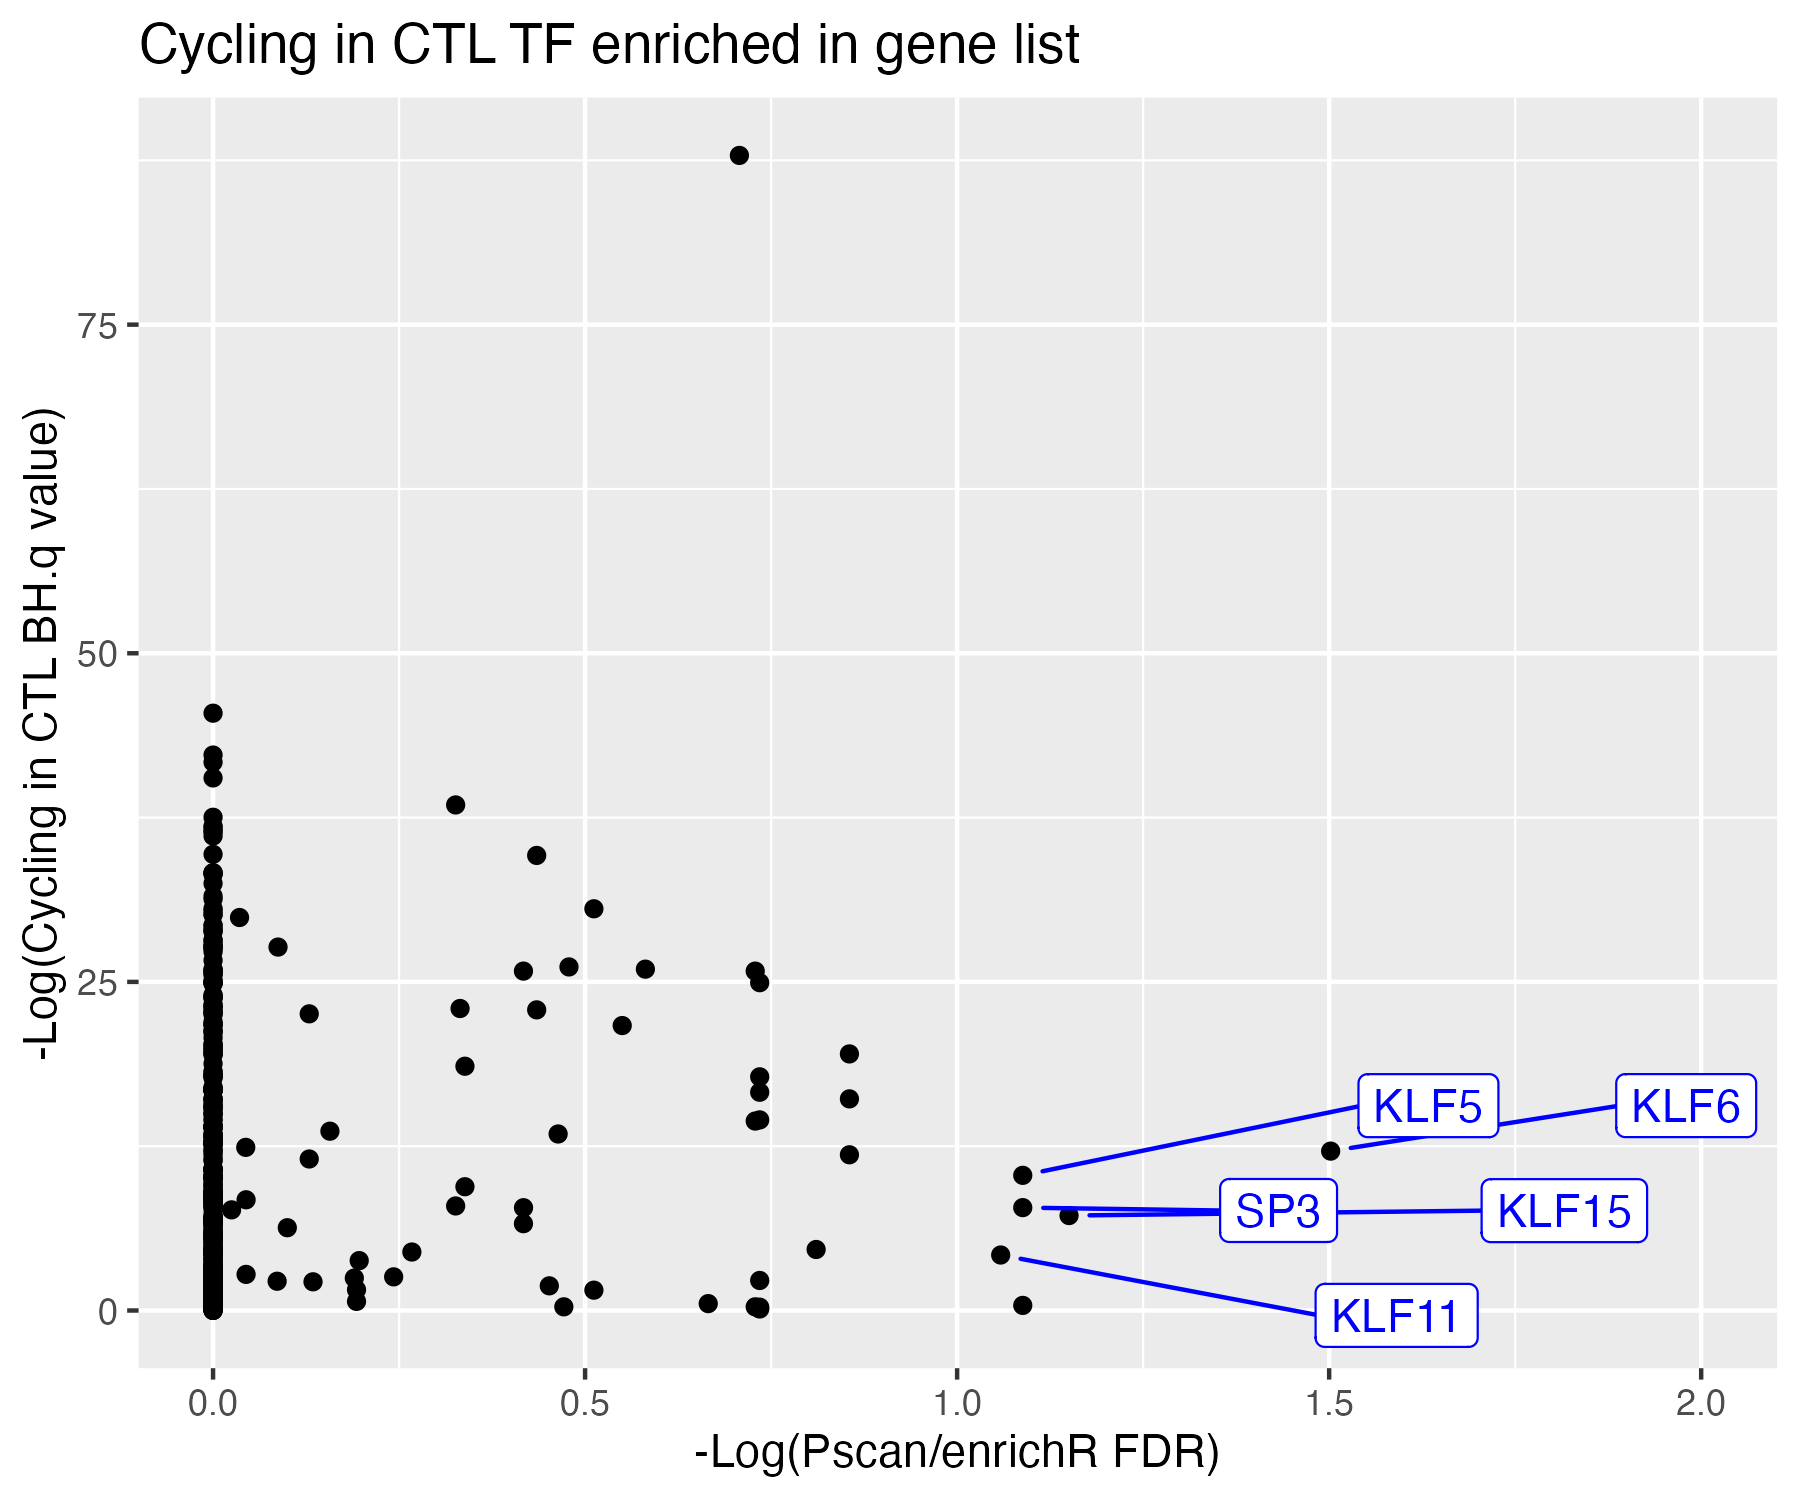 Cycling in CTL TF enriched in gene list
-Log(Cycling in CTL BH.q value)
75
50
25
0
KLF5
KLF6
SP3
KLF15
KLF11
0.0
0.5
1.0
1.5
2.0
-Log(Pscan/enrichR FDR)